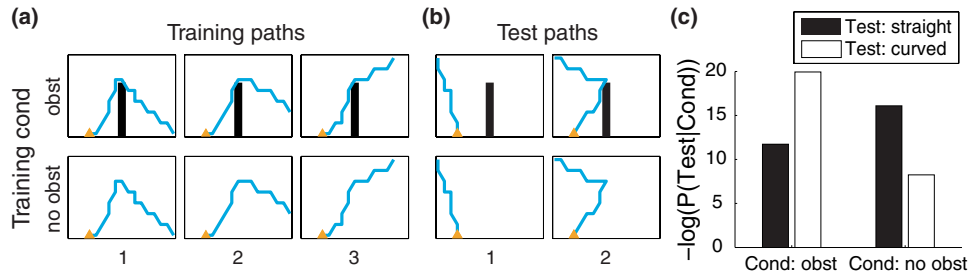 (a)
Training paths
Training cond
obst
no obst
1
2
3
(b)
Test paths
1
2
(c)
Test: straight
Test: curved
−log(P(Test|Cond))
20
15
10
5
0
Cond: obst
Cond: no obst